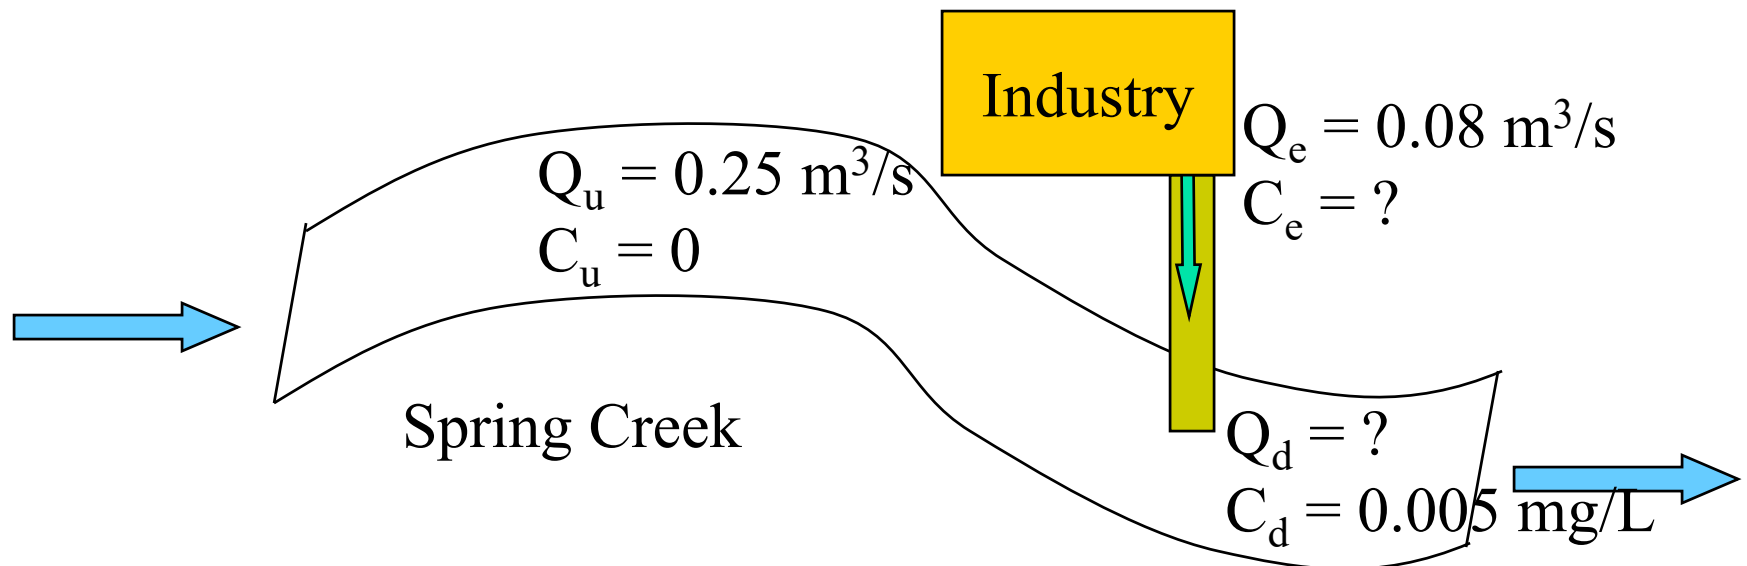 Industry
Qe = 0.08 m³/s
Ce = ?
Qu = 0.25 m³/s
Cu = 0
Spring Creek
Qd = ?
Cd = 0.005 mg/L